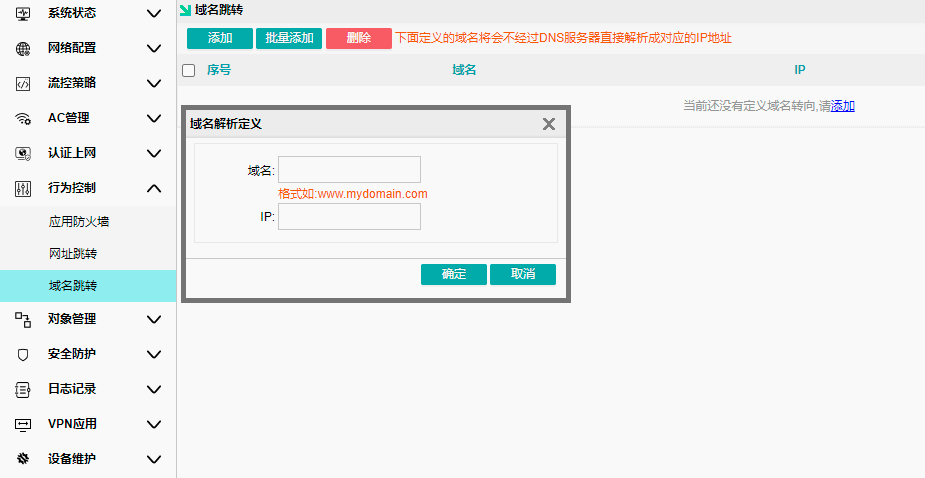 系统状态
网络配置
流控策略
AC管理
认证上网
行为控制
应用防火墙
网址跳转
域名跳转
对象管理
安全防护
日志记录
VPN应用
设备维护
域名跳转
添加 批量添加 删除 下面定义的域名将会不经过DNS服务器直接解析成对应的IP地址
序号 域名 IP
当前还没有定义域名转向,请添加
域名解析定义
域名:
格式如:www.mydomain.com
IP:
确定 取消